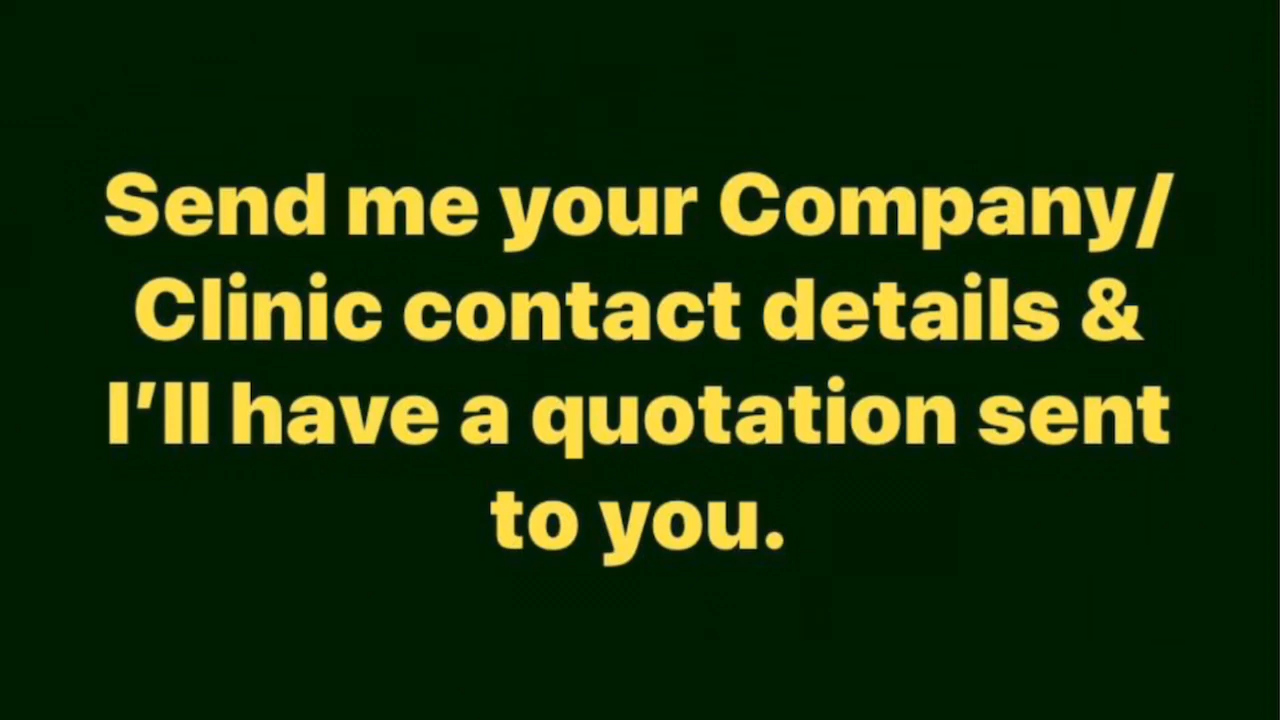 Send me your Company/
Clinic contact details &
I’ll have a quotation sent
to you.